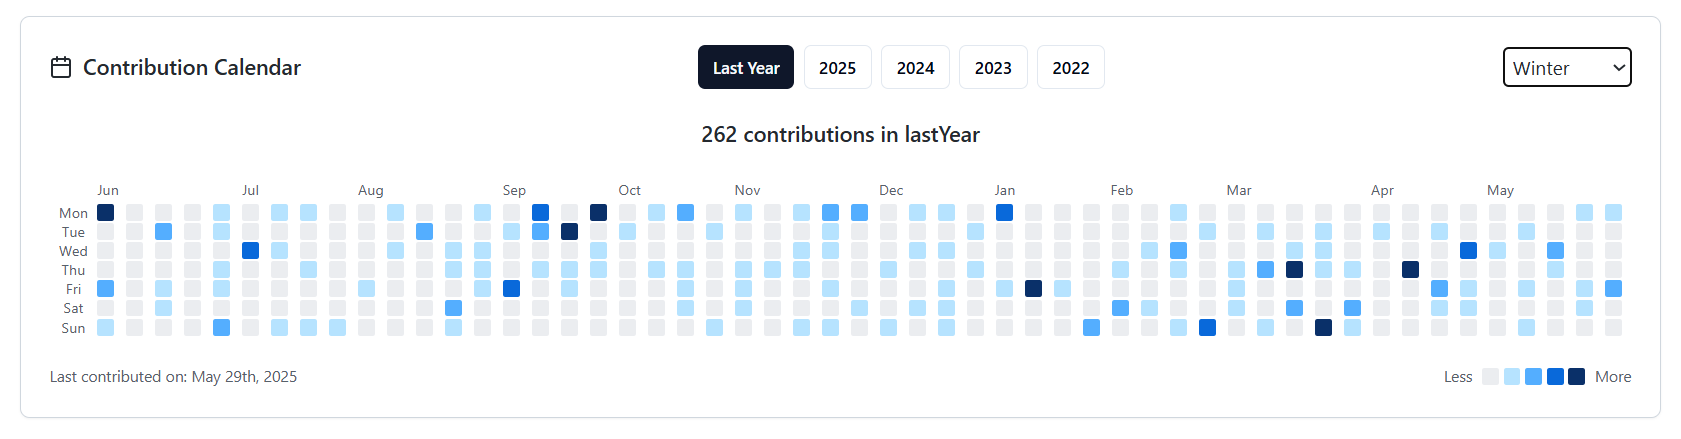 Contribution Calendar
Last Year 2025 2024 2023 2022
Winter
262 contributions in lastYear
Jun Jul Aug Sep Oct Nov Dec Jan Feb Mar Apr May
Mon
Tue
Wed
Thu
Fri
Sat
Sun
Last contributed on: May 29th, 2025
Less More